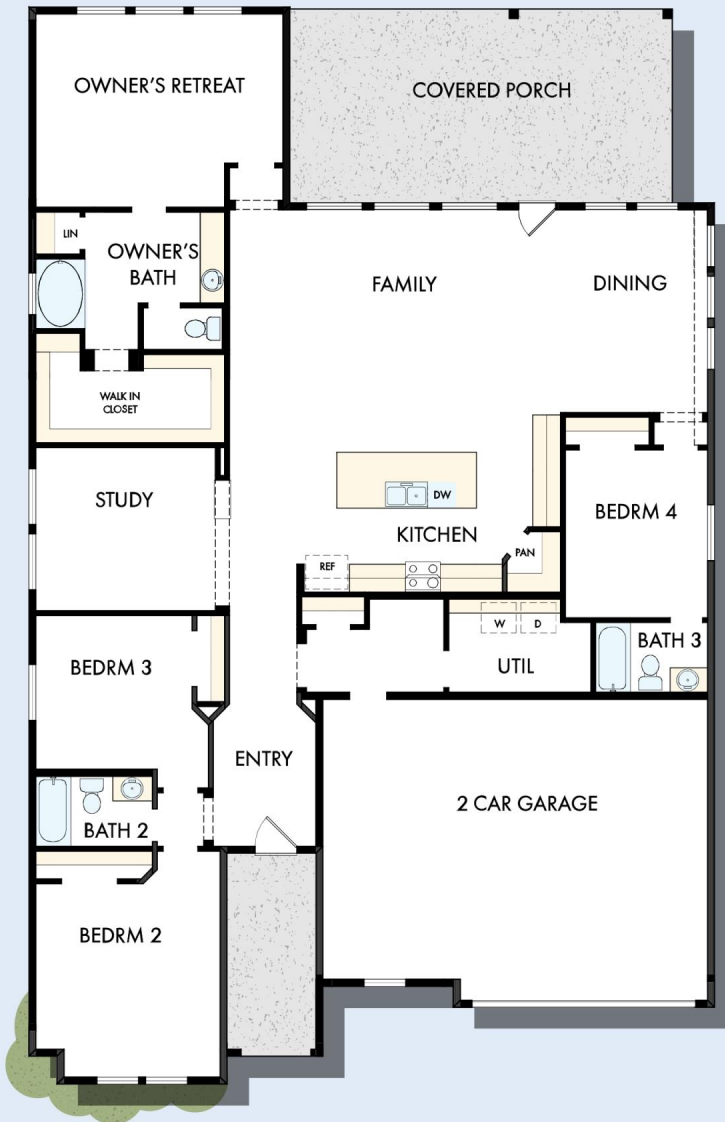 OWNER'S RETREAT
COVERED PORCH
LIN
OWNER'S
BATH
FAMILY
DINING
WALK IN
CLOSET
STUDY
DW
BEDRM 4
KITCHEN
PAN
REF
W
D
BATH 3
BEDRM 3
UTIL
ENTRY
2 CAR GARAGE
BATH 2
BEDRM 2